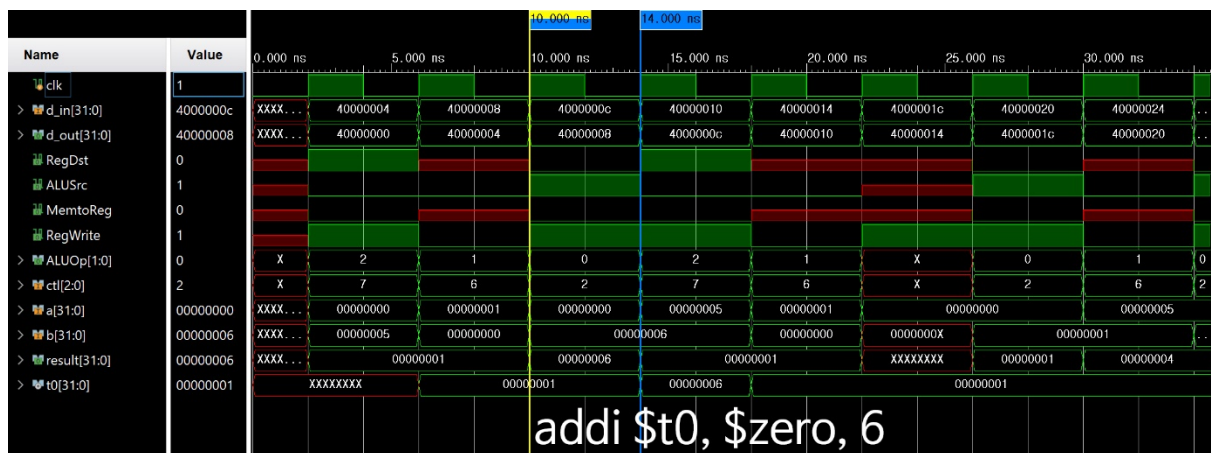 10.000 ns 14.000 ns
Name Value 0.000 ns 5.000 ns 10.000 ns 15.000 ns 20.000 ns 25.000 ns 30.000 ns
clk 1
> d_in[31:0] 4000000c XXXX... 40000004 40000008 4000000c 40000010 40000014 4000001c 40000020 40000024 ..
> d_out[31:0] 40000008 XXXX... 40000000 40000004 40000008 4000000c 40000010 40000014 4000001c 40000020 ..
RegDst 0
ALUSrc 1
MemtoReg 0
RegWrite 1
> ALUOp[1:0] 0 X 2 1 0 2 1 X 0 1 0
> ctl[2:0] 2 X 7 6 2 7 6 X 2 6 2
> a[31:0] 00000000 XXXX... 00000000 00000001 00000000 00000005 00000001 00000000 00000005
> b[31:0] 00000006 XXXX... 00000005 00000000 00000006 00000000 0000000X 00000001 ..
> result[31:0] 00000006 XXXX... 00000001 00000006 00000001 XXXXXXXX 00000001 00000004
> t0[31:0] 00000001 XXXXXXXX 00000001 00000006 00000001
addi $t0, $zero, 6